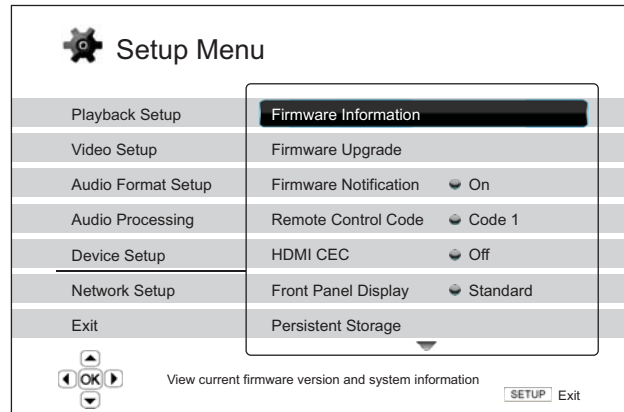 Setup Menu
Playback Setup
Video Setup
Audio Format Setup
Audio Processing
Device Setup
Network Setup
Exit
Firmware Information
Firmware Upgrade
Firmware Notification On
Remote Control Code Code 1
HDMI CEC Off
Front Panel Display Standard
Persistent Storage
OK
View current firmware version and system information
SETUP Exit